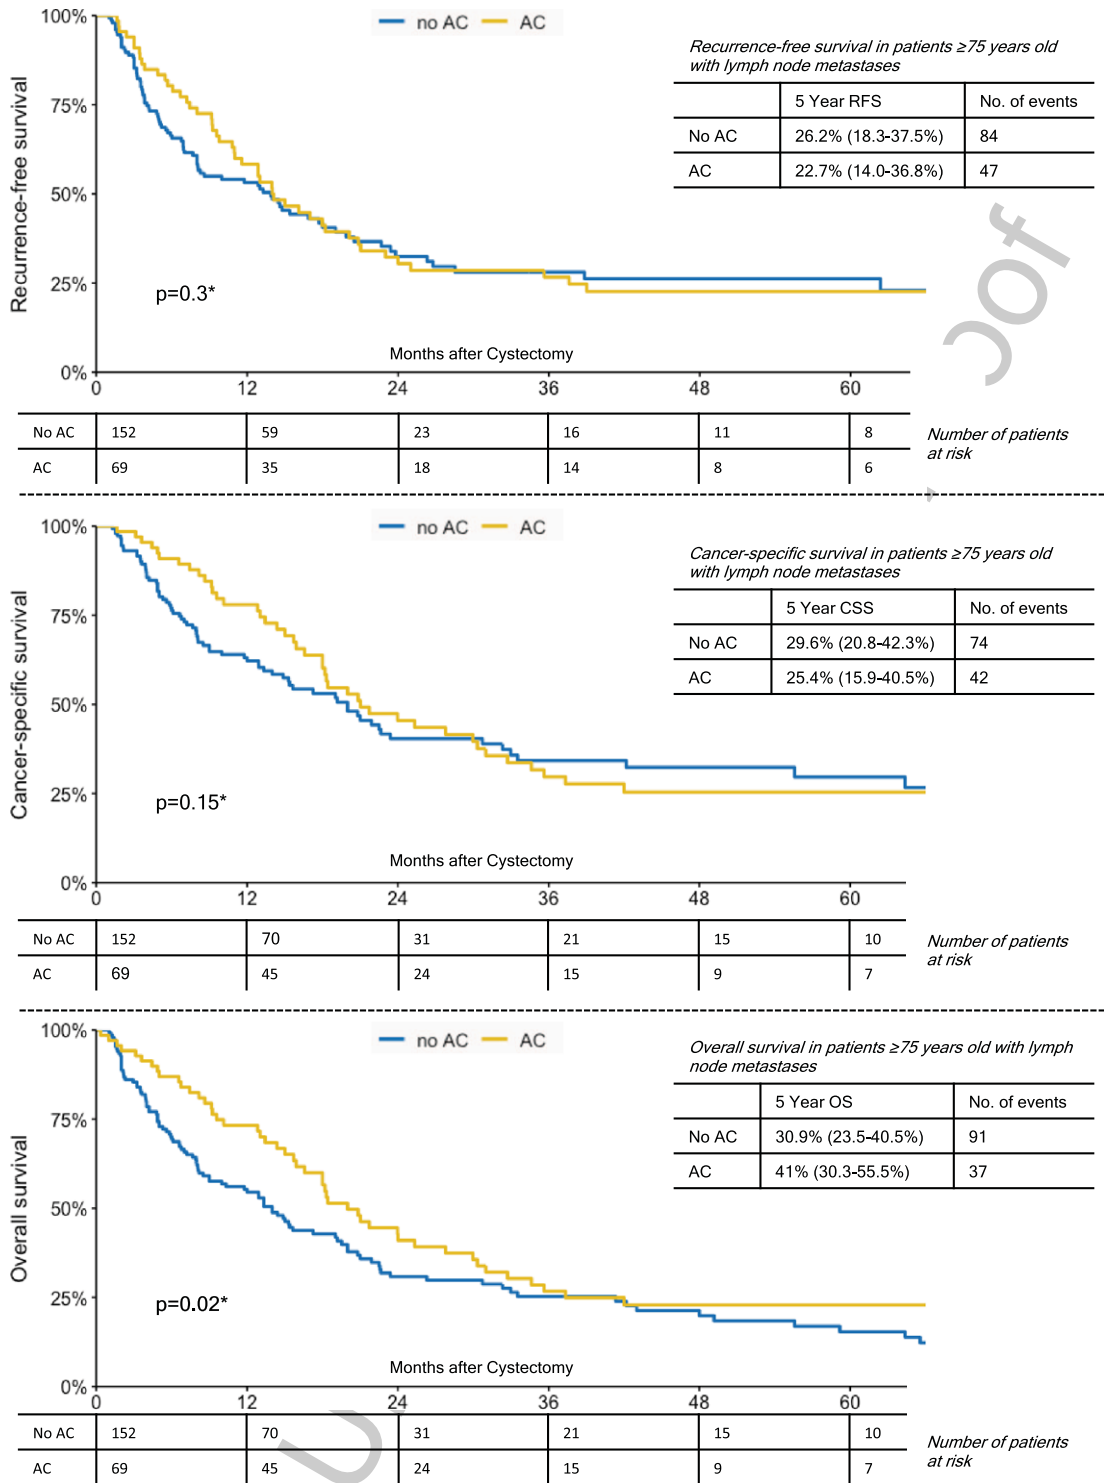 no AC AC
Recurrence-free survival in patients ≥75 years old
with lymph node metastases
5 Year RFS No. of events
No AC 26.2% (18.3-37.5%) 84
AC 22.7% (14.0-36.8%) 47
100%
75%
50%
25%
0%
Recurrence-free survival
p=0.3*
Months after Cystectomy
0 12 24 36 48 60
No AC 152 59 23 16 11 8
AC 69 35 18 14 8 6
Number of patients
at risk
no AC AC
Cancer-specific survival in patients ≥75 years old
with lymph node metastases
5 Year CSS No. of events
No AC 29.6% (20.8-42.3%) 74
AC 25.4% (15.9-40.5%) 42
100%
75%
50%
25%
0%
Cancer-specific survival
p=0.15*
Months after Cystectomy
0 12 24 36 48 60
No AC 152 70 31 21 15 10
AC 69 45 24 15 9 7
Number of patients
at risk
no AC AC
Overall survival in patients ≥75 years old with lymph
node metastases
5 Year OS No. of events
No AC 30.9% (23.5-40.5%) 91
AC 41% (30.3-55.5%) 37
100%
75%
50%
25%
0%
Overall survival
p=0.02*
Months after Cystectomy
0 12 24 36 48 60
No AC 152 70 31 21 15 10
AC 69 45 24 15 9 7
Number of patients
at risk